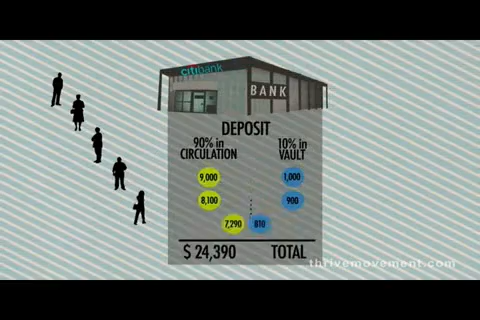 citibank
BANK
DEPOSIT
90% in 10% in
CIRCULATION VAULT
9,000 1,000
8,100 900
7,290 810
$ 24,390 TOTAL
thrivemovement.com